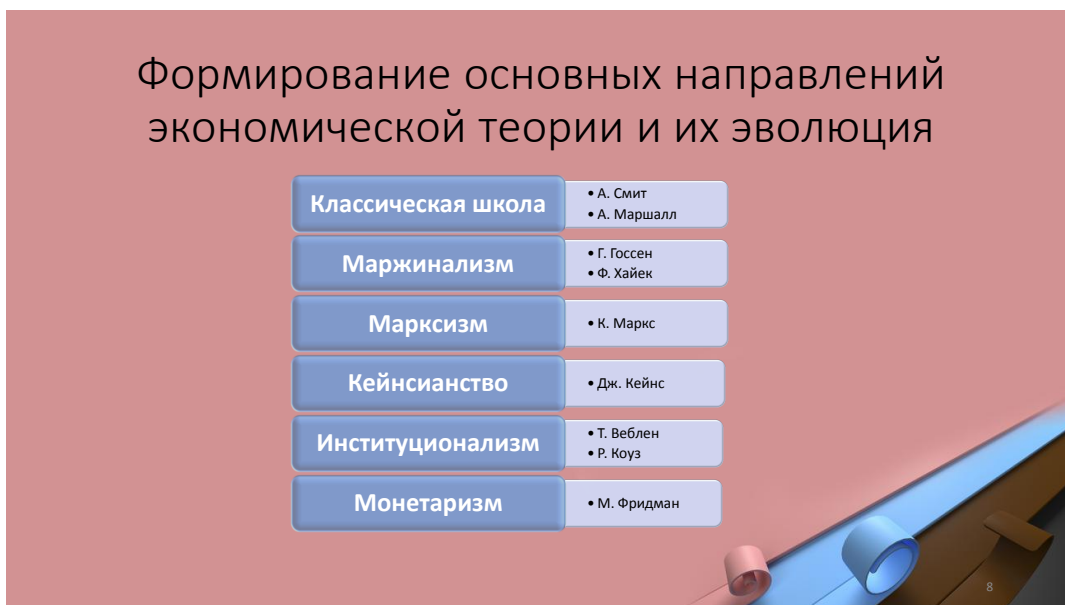 Формирование основных направлений
экономической теории и их эволюция
Классическая школа
• А. Смит
• А. Маршалл
Маржинализм
• Г. Госсен
• Ф. Хайек
Марксизм
• К. Маркс
Кейнсианство
• Дж. Кейнс
Институционализм
• Т. Веблен
• Р. Коуз
Монетаризм
• М. Фридман
8